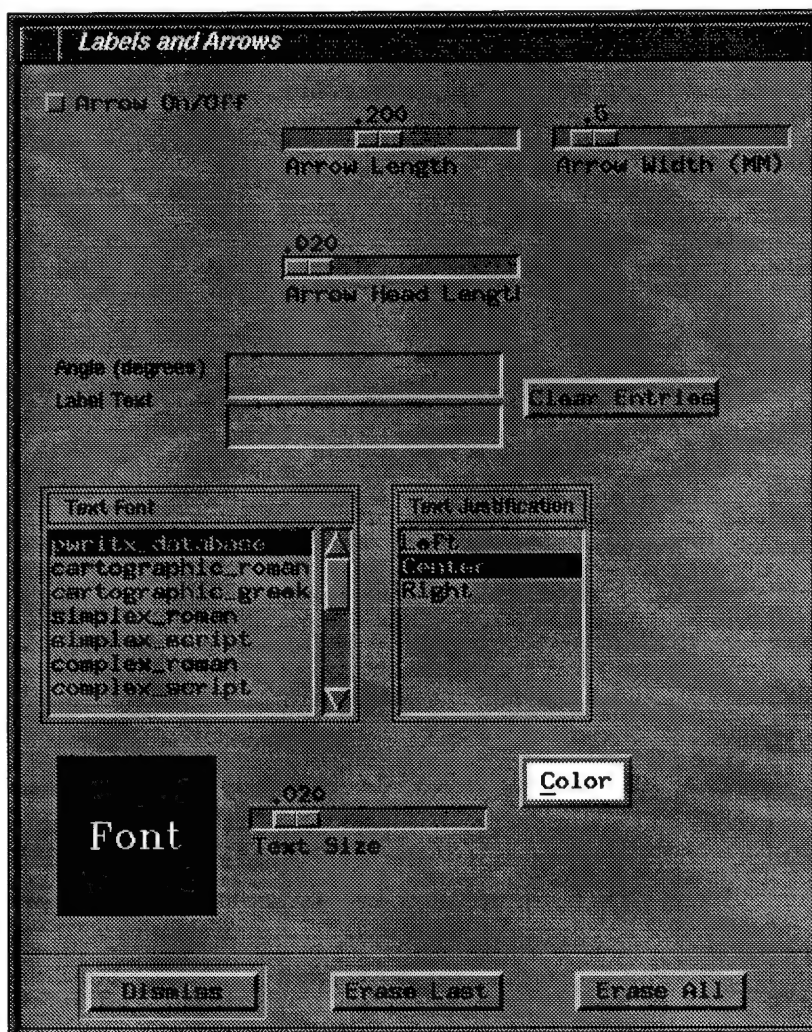 Labels and Arrows
Arrow On/Off
.200
.5
Arrow Length
Arrow Width (MM)
.020
Arrow Head Length
Angle (degrees)
Label Text
Clear Entries
Text Font
Text Justification
pwritx_database
cartographic_roman
cartographic_greek
simplex_roman
simplex_script
complex_roman
complex_script
Left
Center
Right
Font
.020
Text Size
Color
Dismiss
Erase Last
Erase All